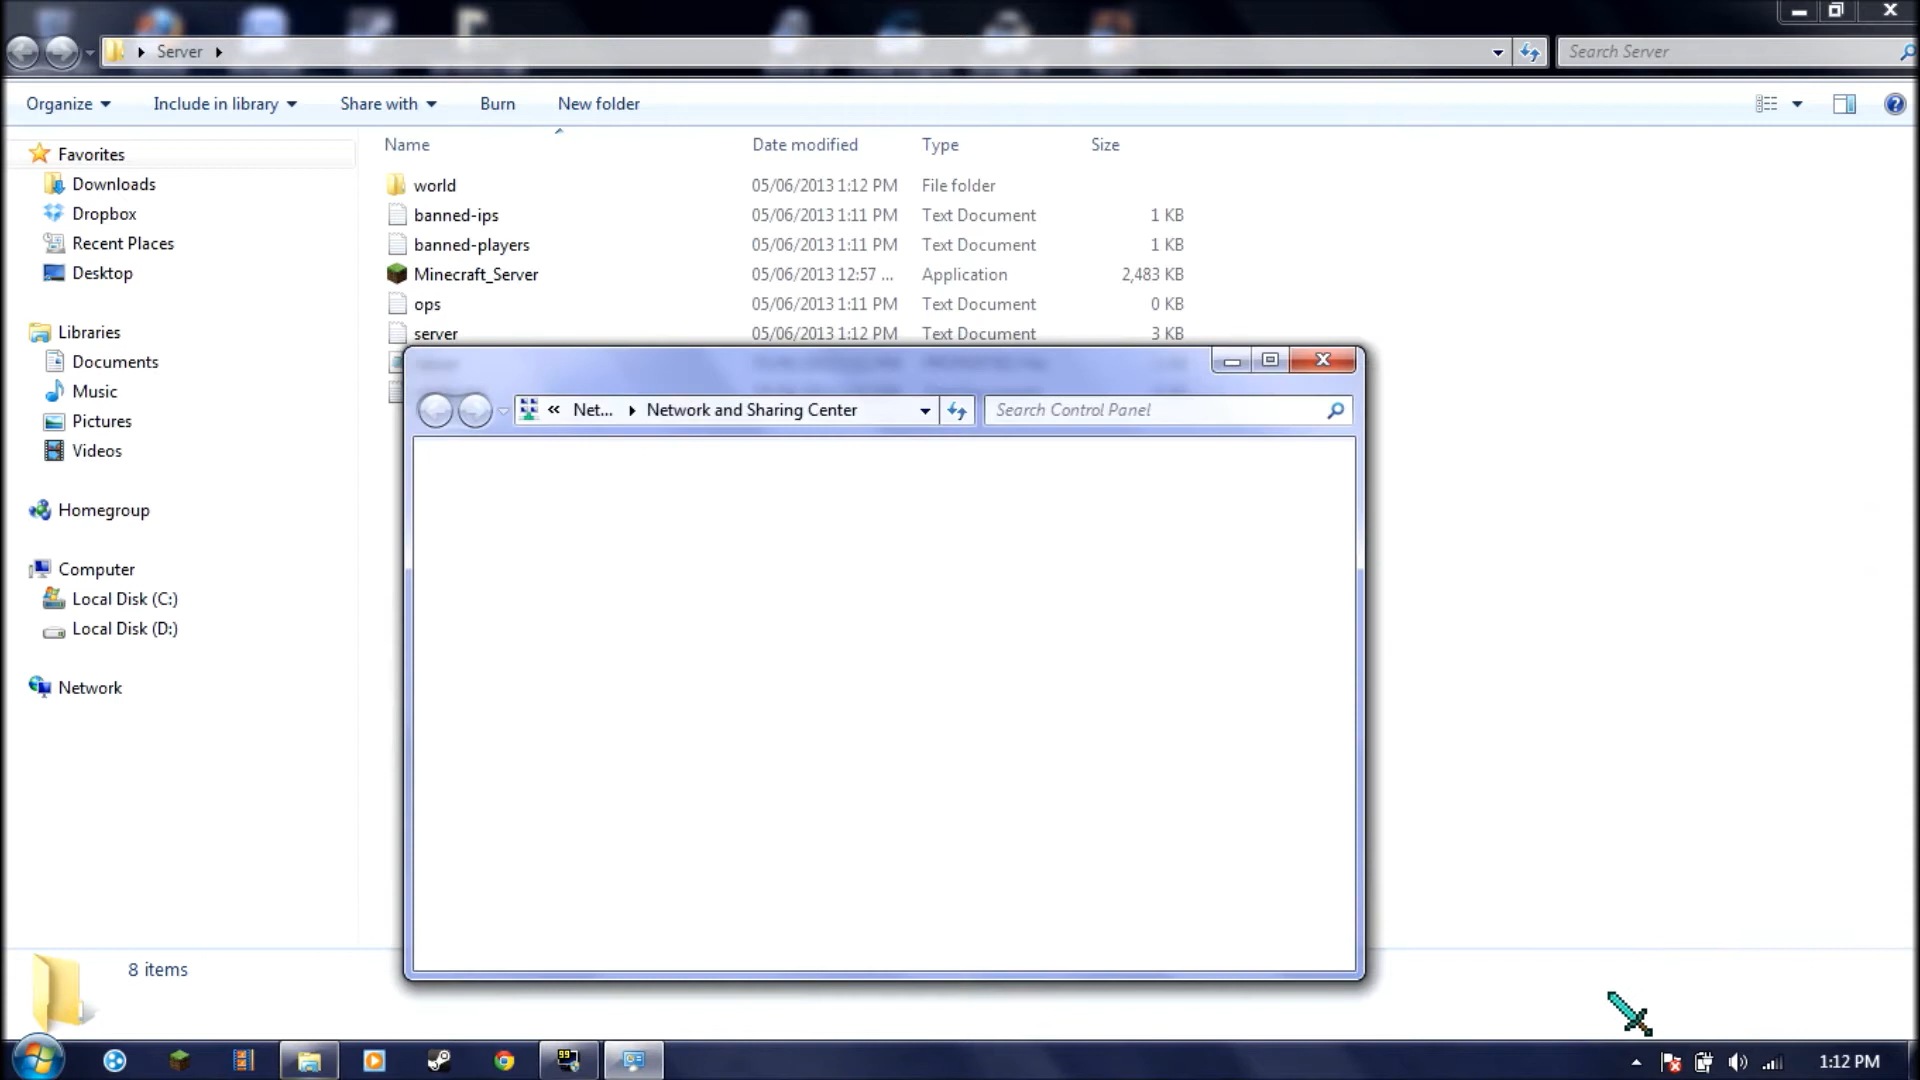 Server
Search Server
Organize
Include in library
Share with
Burn
New folder
Name
Date modified
Type
Size
Favorites
Downloads
Dropbox
Recent Places
Desktop
Libraries
Documents
Music
Pictures
Videos
Homegroup
Computer
Local Disk (C:)
Local Disk (D:)
Network
world 05/06/2013 1:12 PM File folder
banned-ips 05/06/2013 1:11 PM Text Document 1 KB
banned-players 05/06/2013 1:11 PM Text Document 1 KB
Minecraft_Server 05/06/2013 12:57 ... Application 2,483 KB
ops 05/06/2013 1:11 PM Text Document 0 KB
server 05/06/2013 1:12 PM Text Document 3 KB
« Net... Network and Sharing Center
Search Control Panel
8 items
99
1:12 PM